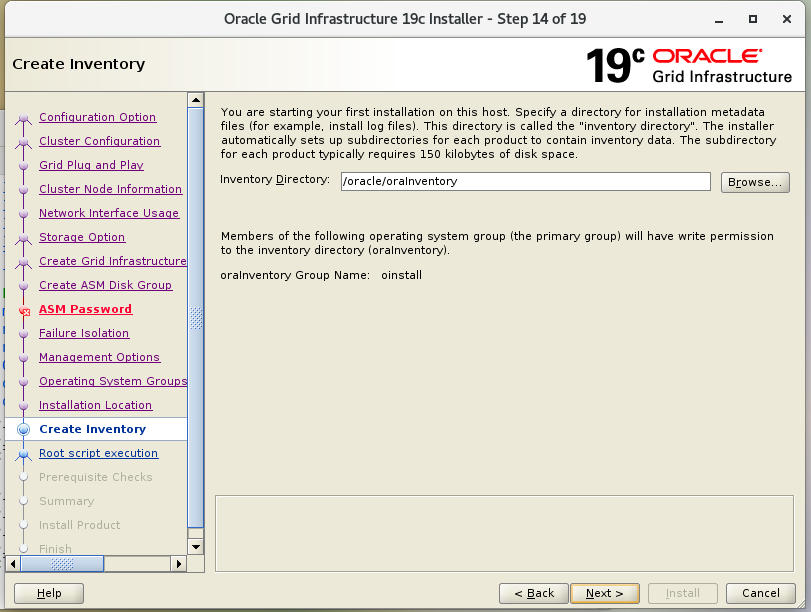 Oracle Grid Infrastructure 19c Installer - Step 14 of 19
Create Inventory
19c ORACLE
Grid Infrastructure
Configuration Option
Cluster Configuration
Grid Plug and Play
Cluster Node Information
Network Interface Usage
Storage Option
Create Grid Infrastructure
Create ASM Disk Group
ASM Password
Failure Isolation
Management Options
Operating System Groups
Installation Location
Create Inventory
Root script execution
Prerequisite Checks
Summary
Install Product
Finish
You are starting your first installation on this host. Specify a directory for installation metadata
files (for example, install log files). This directory is called the "inventory directory". The installer
automatically sets up subdirectories for each product to contain inventory data. The subdirectory
for each product typically requires 150 kilobytes of disk space.
Inventory Directory: /oracle/oraInventory Browse...
Members of the following operating system group (the primary group) will have write permission
to the inventory directory (oraInventory).
oraInventory Group Name: oinstall
Help < Back Next > Install Cancel